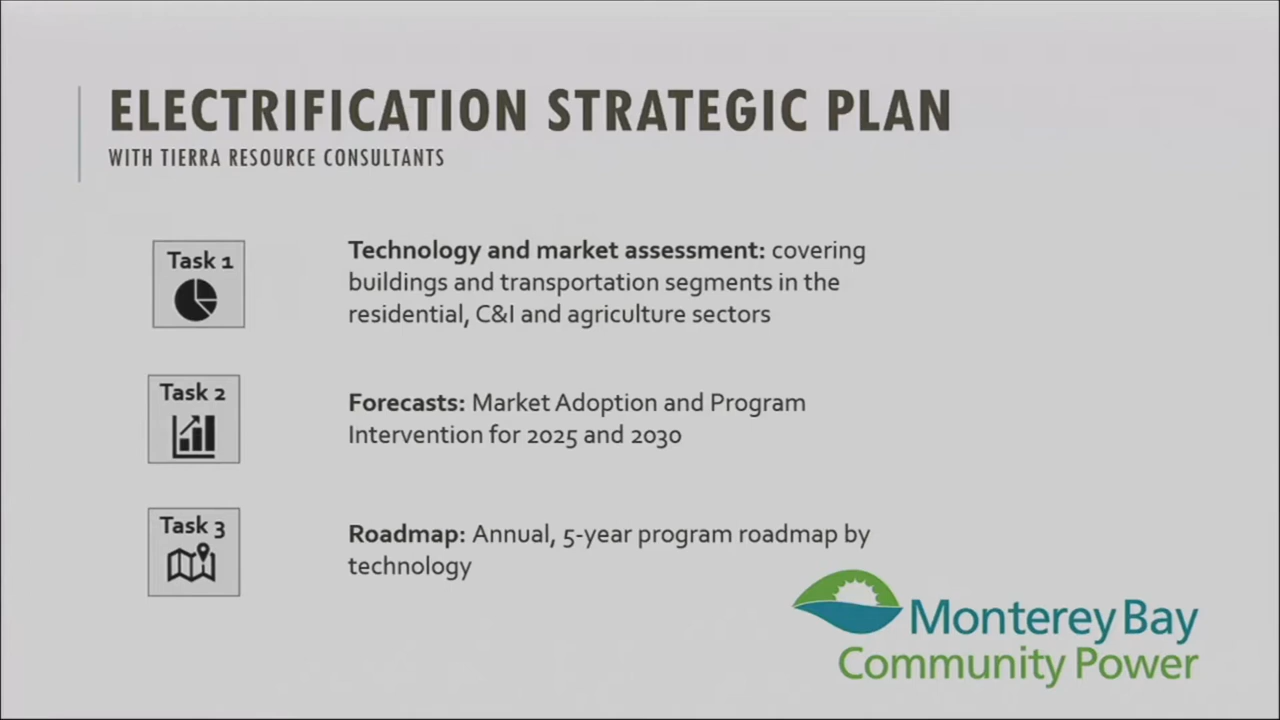 ELECTRIFICATION STRATEGIC PLAN
WITH TIERRA RESOURCE CONSULTANTS
Task 1
Technology and market assessment: covering
buildings and transportation segments in the
residential, C&I and agriculture sectors
Task 2
Forecasts: Market Adoption and Program
Intervention for 2025 and 2030
Task 3
Roadmap: Annual, 5-year program roadmap by
technology
Monterey Bay
Community Power